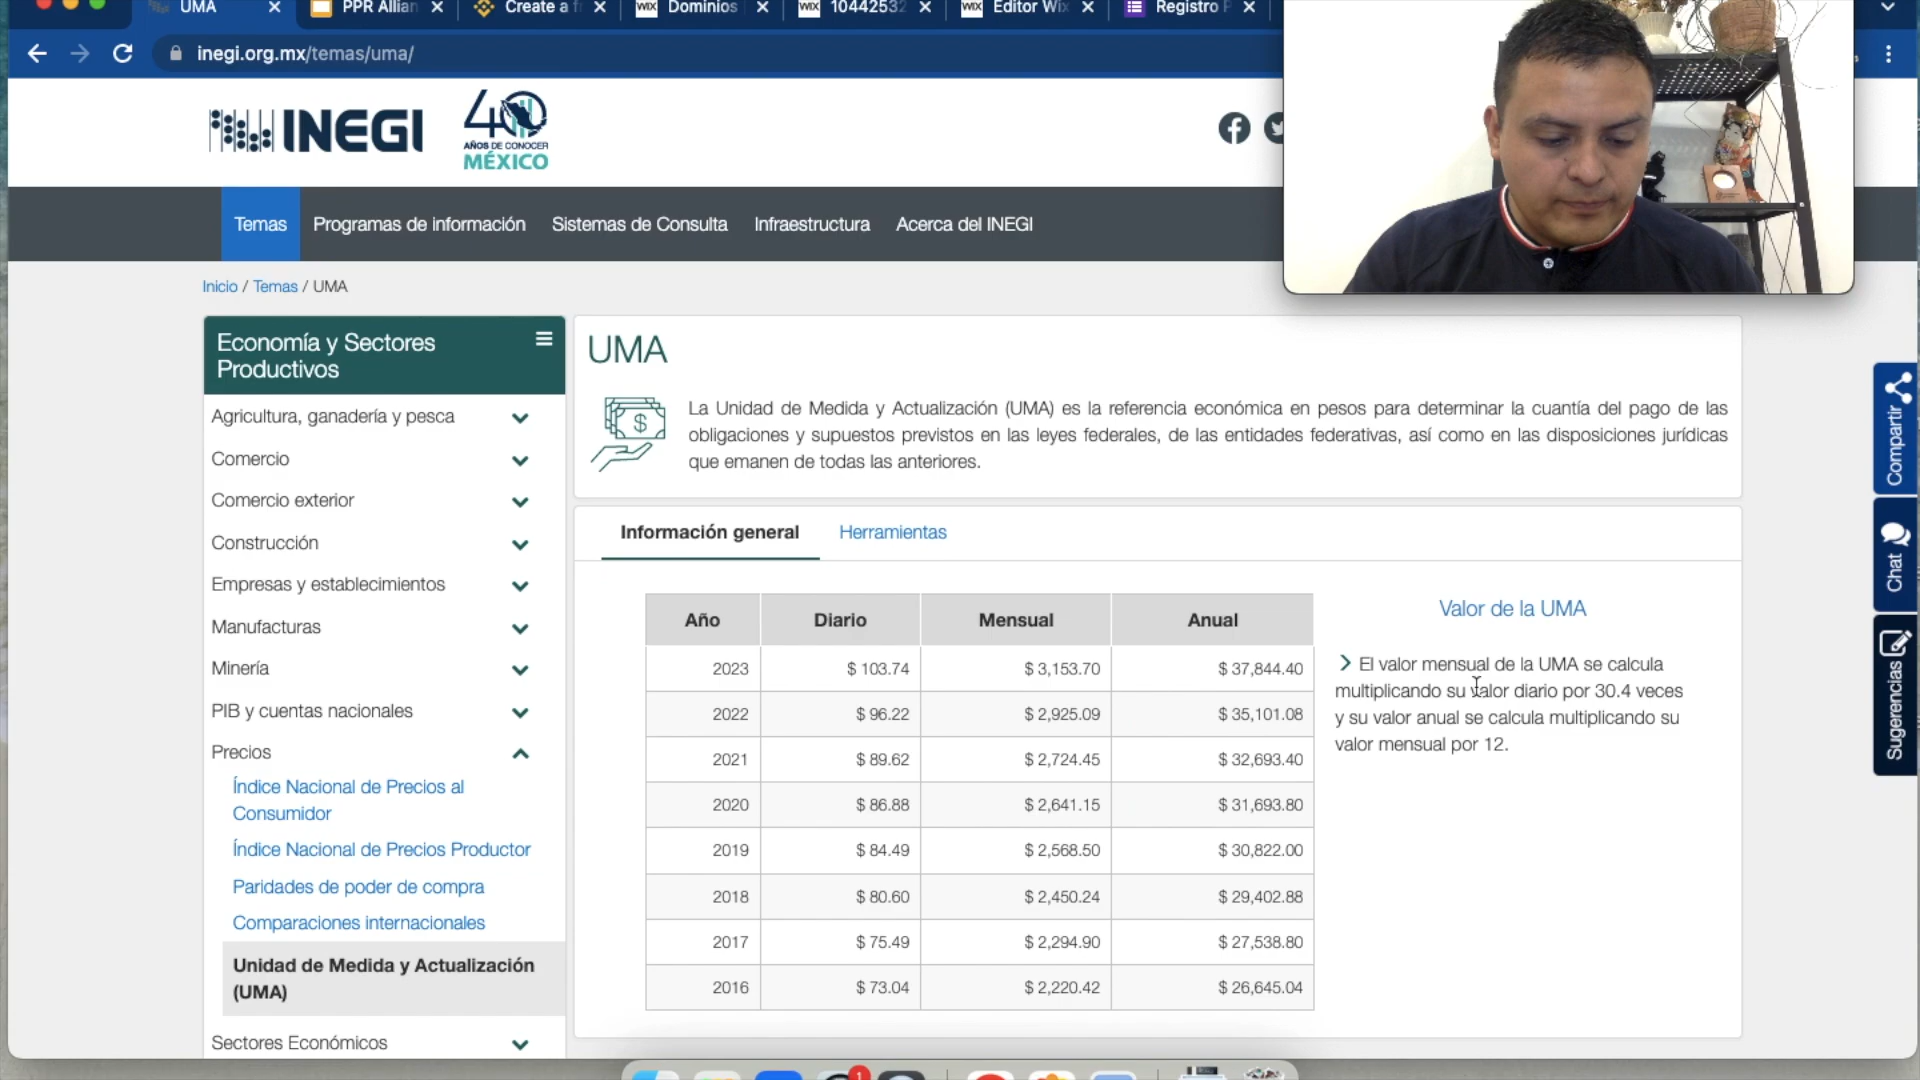 UMA
PPR Allian
Create a f
Dominios
10442532
Editor Wix
Registro P
inegi.org.mx/temas/uma/
INEGI
40
AÑOS DE CONOCER
MÉXICO
Temas
Programas de información
Sistemas de Consulta
Infraestructura
Acerca del INEGI
Inicio / Temas / UMA
Economía y Sectores
Productivos
Agricultura, ganadería y pesca
Comercio
Comercio exterior
Construcción
Empresas y establecimientos
Manufacturas
Minería
PIB y cuentas nacionales
Precios
Índice Nacional de Precios al
Consumidor
Índice Nacional de Precios Productor
Paridades de poder de compra
Comparaciones internacionales
Unidad de Medida y Actualización
(UMA)
Sectores Económicos
UMA
La Unidad de Medida y Actualización (UMA) es la referencia económica en pesos para determinar la cuantía del pago de las
obligaciones y supuestos previstos en las leyes federales, de las entidades federativas, así como en las disposiciones jurídicas
que emanen de todas las anteriores.
Información general
Herramientas
Año Diario Mensual Anual
2023 $ 103.74 $ 3,153.70 $ 37,844.40
2022 $ 96.22 $ 2,925.09 $ 35,101.08
2021 $ 89.62 $ 2,724.45 $ 32,693.40
2020 $ 86.88 $ 2,641.15 $ 31,693.80
2019 $ 84.49 $ 2,568.50 $ 30,822.00
2018 $ 80.60 $ 2,450.24 $ 29,402.88
2017 $ 75.49 $ 2,294.90 $ 27,538.80
2016 $ 73.04 $ 2,220.42 $ 26,645.04
Valor de la UMA
El valor mensual de la UMA se calcula
multiplicando su valor diario por 30.4 veces
y su valor anual se calcula multiplicando su
valor mensual por 12.
Compartir
Chat
Sugerencias
1